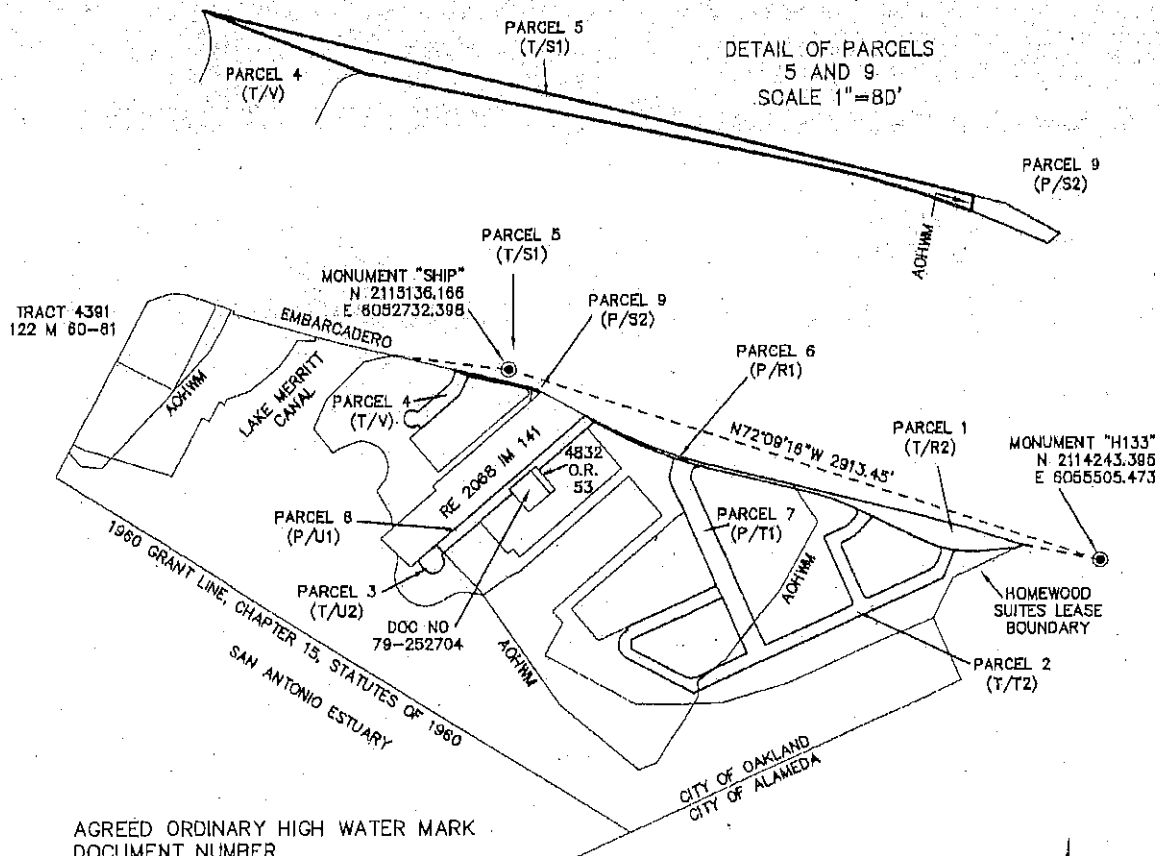 PARCEL 5
(T/S1)
DETAIL OF PARCELS
5 AND 9
SCALE 1"=80'
PARCEL 4
(T/V)
PARCEL 9
(P/S2)
AOHWM
PARCEL 5
(T/S1)
MONUMENT "SHIP"
N 2115136.166
E 6052732.398
PARCEL 9
(P/S2)
TRACT 4391
122 M 60-61
EMBARCADERO
PARCEL 6
(P/R1)
AOHWM
LAKE MERRITT
CANAL
PARCEL 4
(T/V)
N72°09'16"W 2913.45'
PARCEL 1
(T/R2)
MONUMENT "H133"
N 2114243.395
E 6055505.473
RE 2068 IM 141
4832
O.R.
53
PARCEL 7
(P/T1)
AOHWM
PARCEL 8
(P/U1)
PARCEL 3
(T/U2)
DOC NO
79-252704
HOMEWOOD
SUITES LEASE
BOUNDARY
1960 GRANT LINE, CHAPTER 15, STATUTES OF 1960
SAN ANTONIO ESTUARY
AOHWM
PARCEL 2
(T/T2)
CITY OF OAKLAND
CITY OF ALAMEDA
AGREED ORDINARY HIGH WATER MARK
DOCUMENT NUMBER